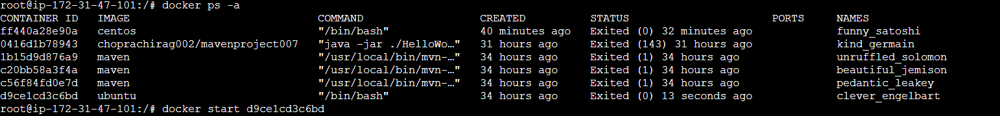 root@ip-172-31-47-101:/# docker ps -a
CONTAINER ID   IMAGE                             COMMAND                  CREATED          STATUS                        PORTS     NAMES
ff440a28e90a   centos                            "/bin/bash"              40 minutes ago   Exited (0) 32 minutes ago               funny_satoshi
0416d1b78943   choprachirag002/mavenproject007   "java -jar ./HelloWo…"   31 hours ago     Exited (143) 31 hours ago               kind_germain
1b15d9d876a9   maven                             "/usr/local/bin/mvn-…"   34 hours ago     Exited (1) 34 hours ago                 unruffled_solomon
c20bb58a3f4a   maven                             "/usr/local/bin/mvn-…"   34 hours ago     Exited (1) 34 hours ago                 beautiful_jemison
c56f84fd0e7d   maven                             "/usr/local/bin/mvn-…"   34 hours ago     Exited (1) 34 hours ago                 pedantic_leakey
d9ce1cd3c6bd   ubuntu                            "/bin/bash"              34 hours ago     Exited (0) 13 seconds ago               clever_engelbart
root@ip-172-31-47-101:/# docker start d9ce1cd3c6bd